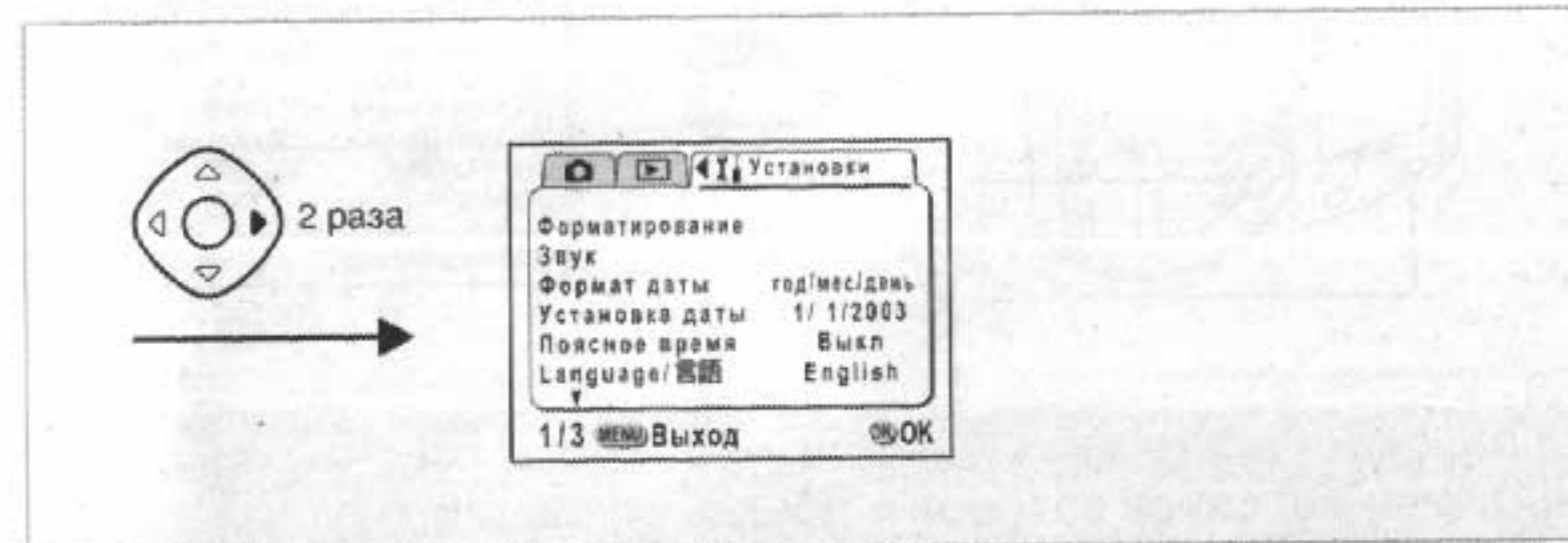 2 раза
Установки
Форматирование
Звук
Формат даты год/мес/день
Установка даты 1/ 1/2003
Поясное время Выкл
Language/言語 English
1/3 MENU Выход OK OK